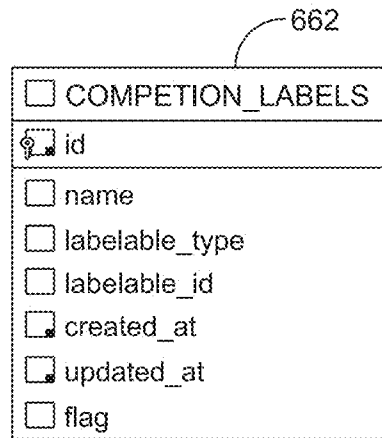 662
COMPETION_LABELS
id
name
labelable_type
labelable_id
created_at
updated_at
flag